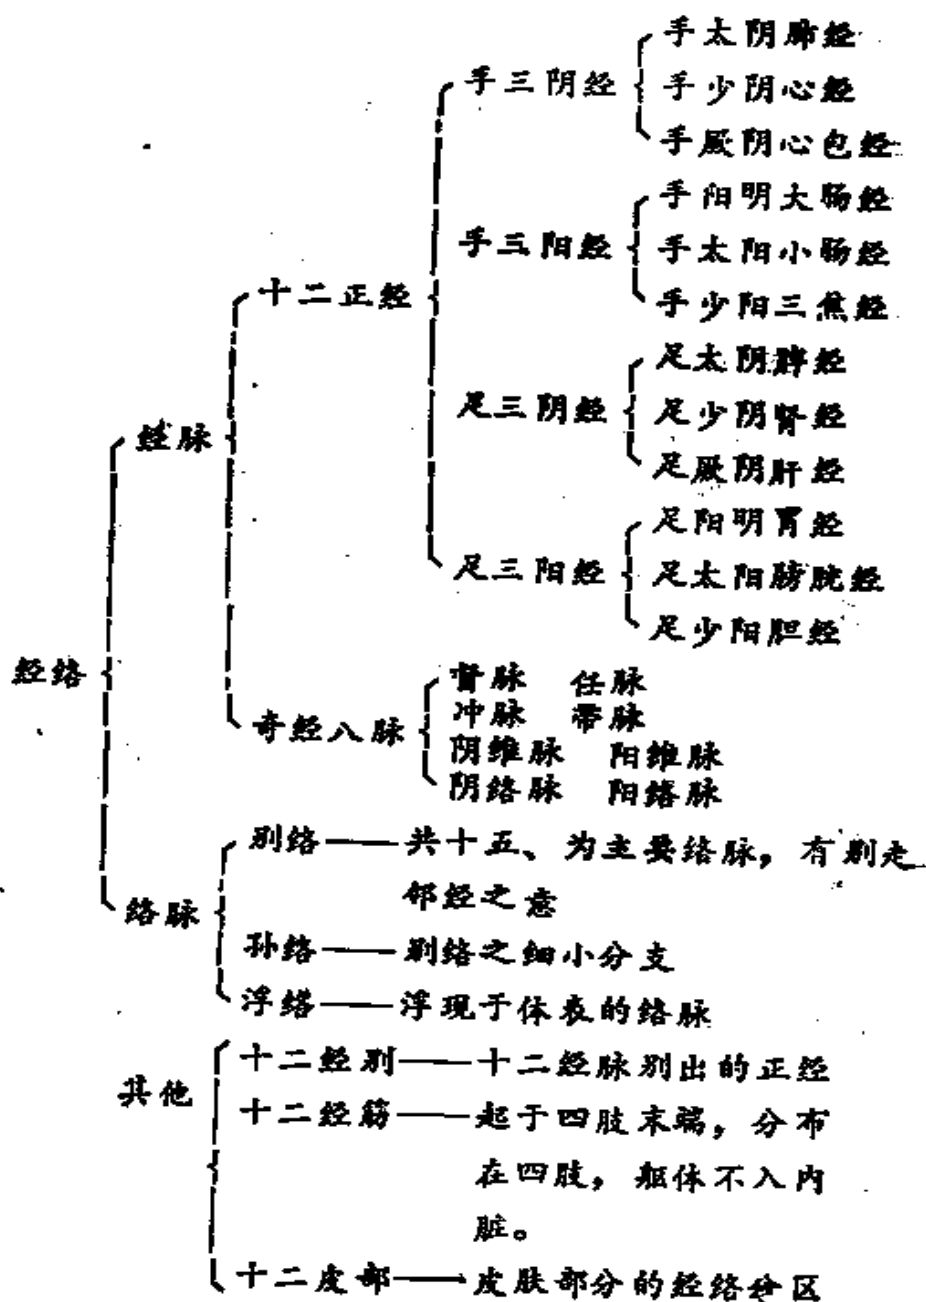 手太阴肺经
手三阴经
手少阴心经
手厥阴心包经
手阳明大肠经
手三阳经
手太阳小肠经
十二正经
手少阳三焦经
足太阴脾经
足三阴经
足少阴肾经
经脉
足厥阴肝经
足阳明胃经
足三阳经
足太阳膀胱经
足少阳胆经
经络
督脉 任脉
奇经八脉
冲脉 带脉
阴维脉 阳维脉
阴络脉 阳络脉
别络——共十五、为主要络脉，有别走
邻经之意
络脉
孙络——别络之细小分支
浮络——浮现于体表的络脉
其他
十二经别——十二经脉别出的正经
十二经筋——起于四肢末端，分布
在四肢，躯体不入内
脏。
十二皮部——皮肤部分的经络分区